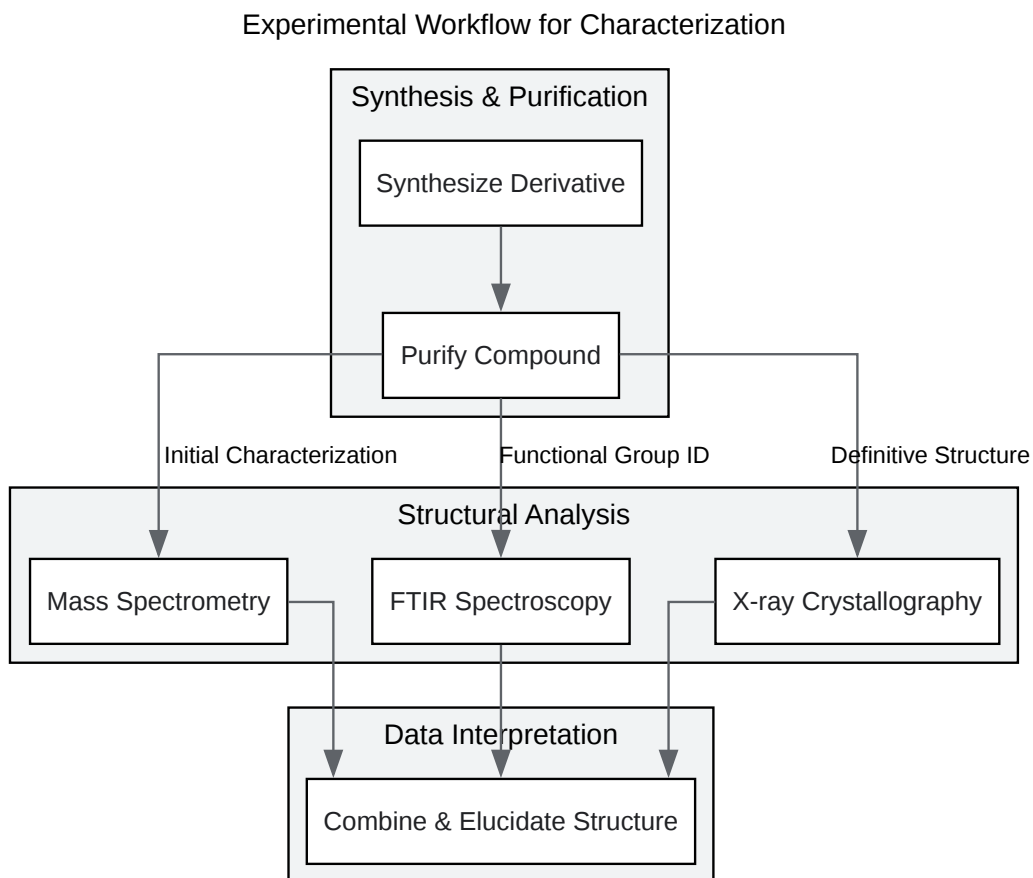 Experimental Workflow for Characterization
Synthesis & Purification
Synthesize Derivative
Purify Compound
Initial Characterization
Functional Group ID
Definitive Structure
Structural Analysis
Mass Spectrometry
FTIR Spectroscopy
X-ray Crystallography
Data Interpretation
Combine & Elucidate Structure